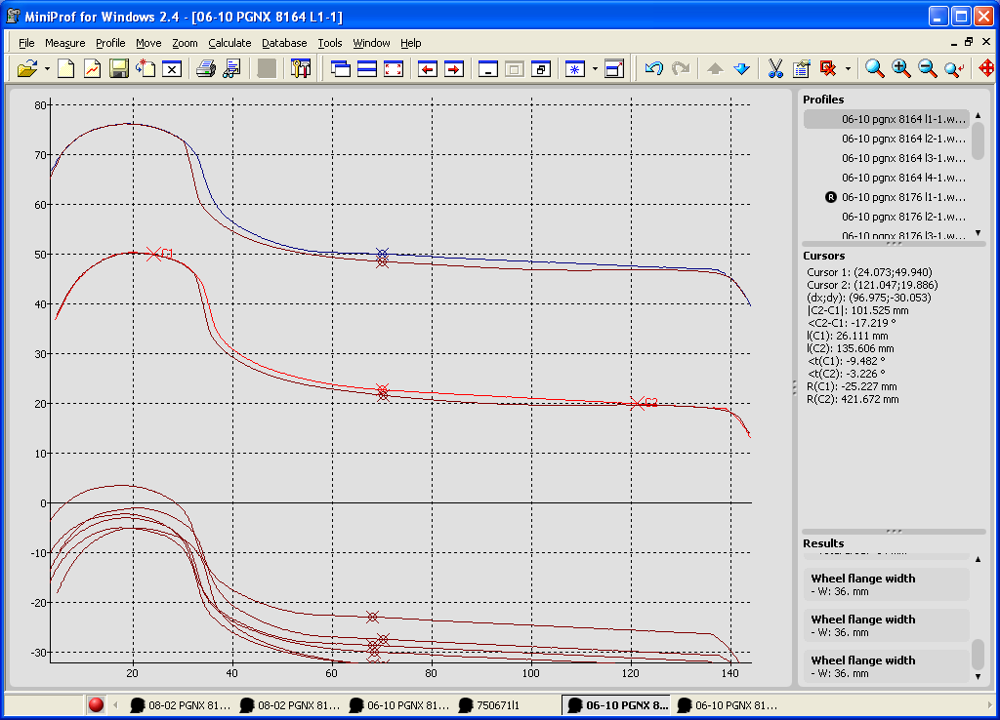 MiniProf for Windows 2.4 - [06-10 PGNX 8164 L1-1]
File Measure Profile Move Zoom Calculate Database Tools Window Help
Profiles
06-10 pgnx 8164 l1-1.w...
06-10 pgnx 8164 l2-1.w...
06-10 pgnx 8164 l3-1.w...
06-10 pgnx 8164 l4-1.w...
R 06-10 pgnx 8176 l1-1.w...
06-10 pgnx 8176 l2-1.w...
06-10 pgnx 8176 l3-1.w...
Cursors
Cursor 1: (24.073;49.940)
Cursor 2: (121.047;19.886)
(dx;dy): (96.975;-30.053)
|C2-C1|: 101.525 mm
<C2-C1: -17.219 °
l(C1): 26.111 mm
l(C2): 135.606 mm
<t(C1): -9.482 °
<t(C2): -3.226 °
R(C1): -25.227 mm
R(C2): 421.672 mm
Results
Wheel flange width
- W: 36. mm
Wheel flange width
- W: 36. mm
Wheel flange width
- W: 36. mm
80
70
60
50
40
30
20
10
0
-10
-20
-30
C1
C2
20 40 60 80 100 120 140
08-02 PGNX 81... 08-02 PGNX 81... 06-10 PGNX 81... 750671l1 06-10 PGNX 8... 06-10 PGNX 81...